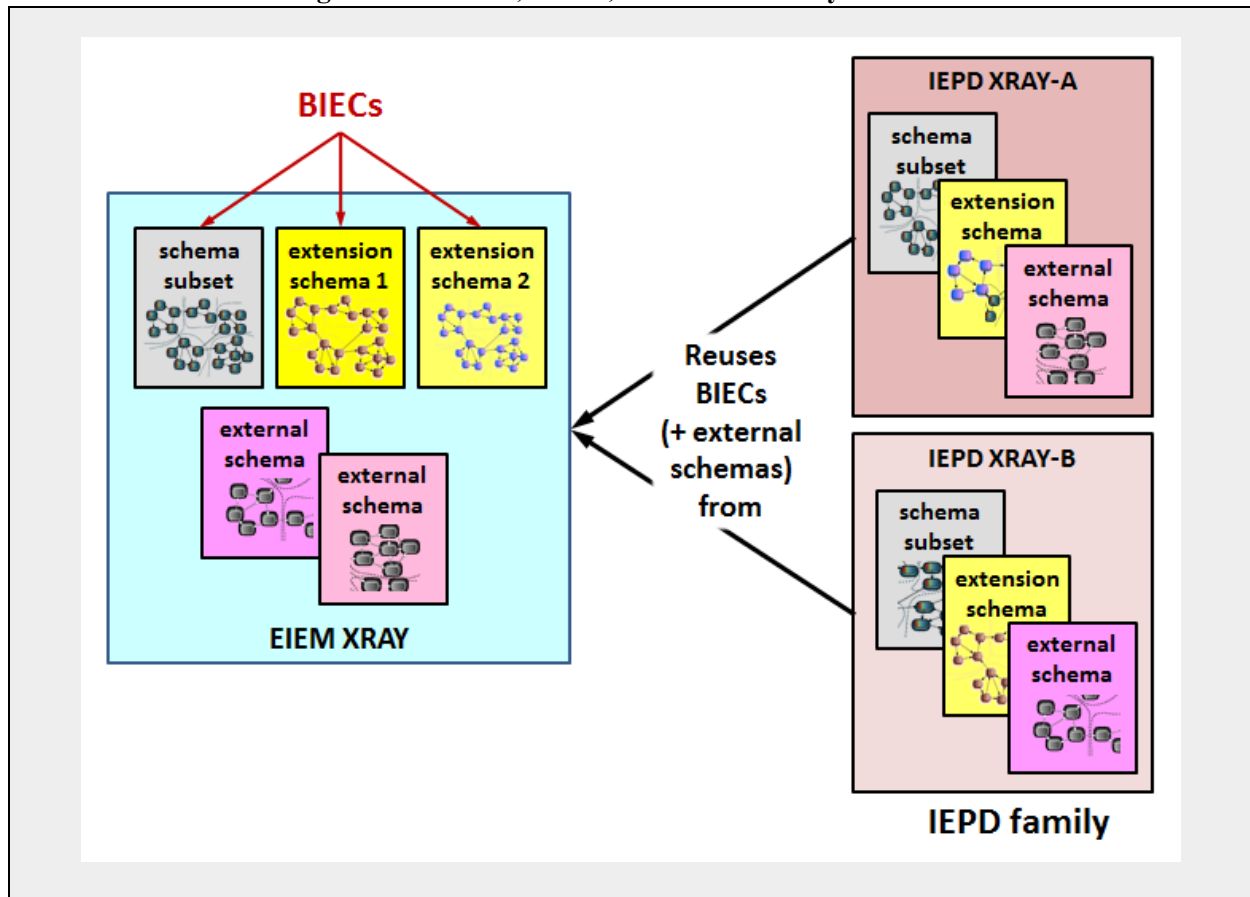 BIECs
schema
subset
extension
schema 1
extension
schema 2
external
schema
external
schema
EIEM XRAY
Reuses
BIECs
(+ external
schemas)
from
IEPD XRAY-A
schema
subset
extension
schema
external
schema
IEPD XRAY-B
schema
subset
extension
schema
external
schema
IEPD family